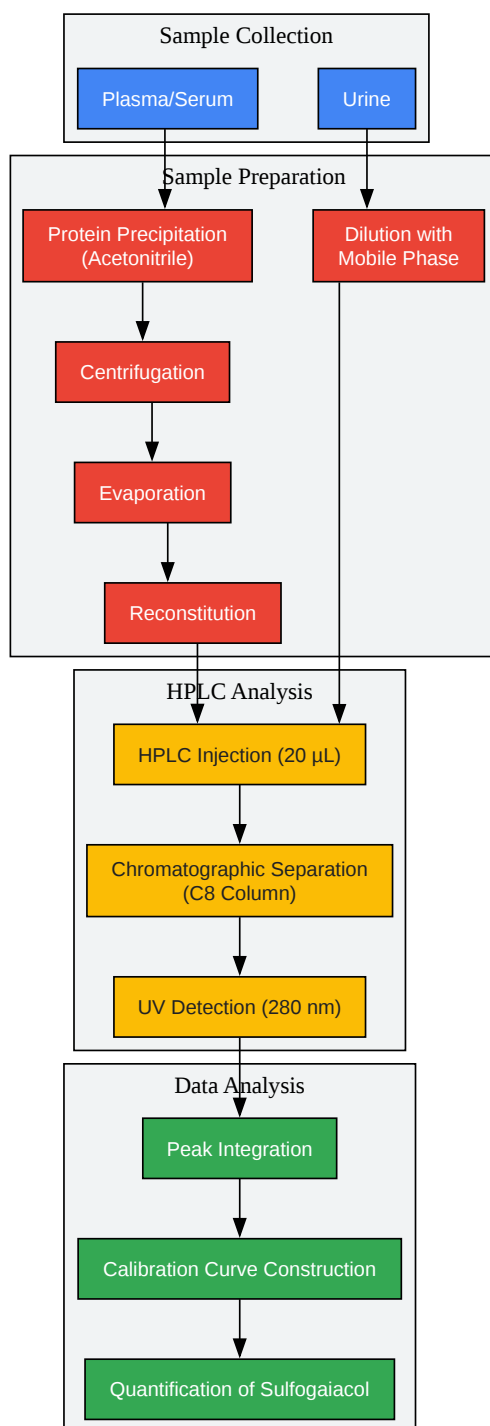 Sample Collection
Plasma/Serum
Urine
Sample Preparation
Protein Precipitation
(Acetonitrile)
Dilution with
Mobile Phase
Centrifugation
Evaporation
Reconstitution
HPLC Analysis
HPLC Injection (20 µL)
Chromatographic Separation
(C8 Column)
UV Detection (280 nm)
Data Analysis
Peak Integration
Calibration Curve Construction
Quantification of Sulfogaiacol